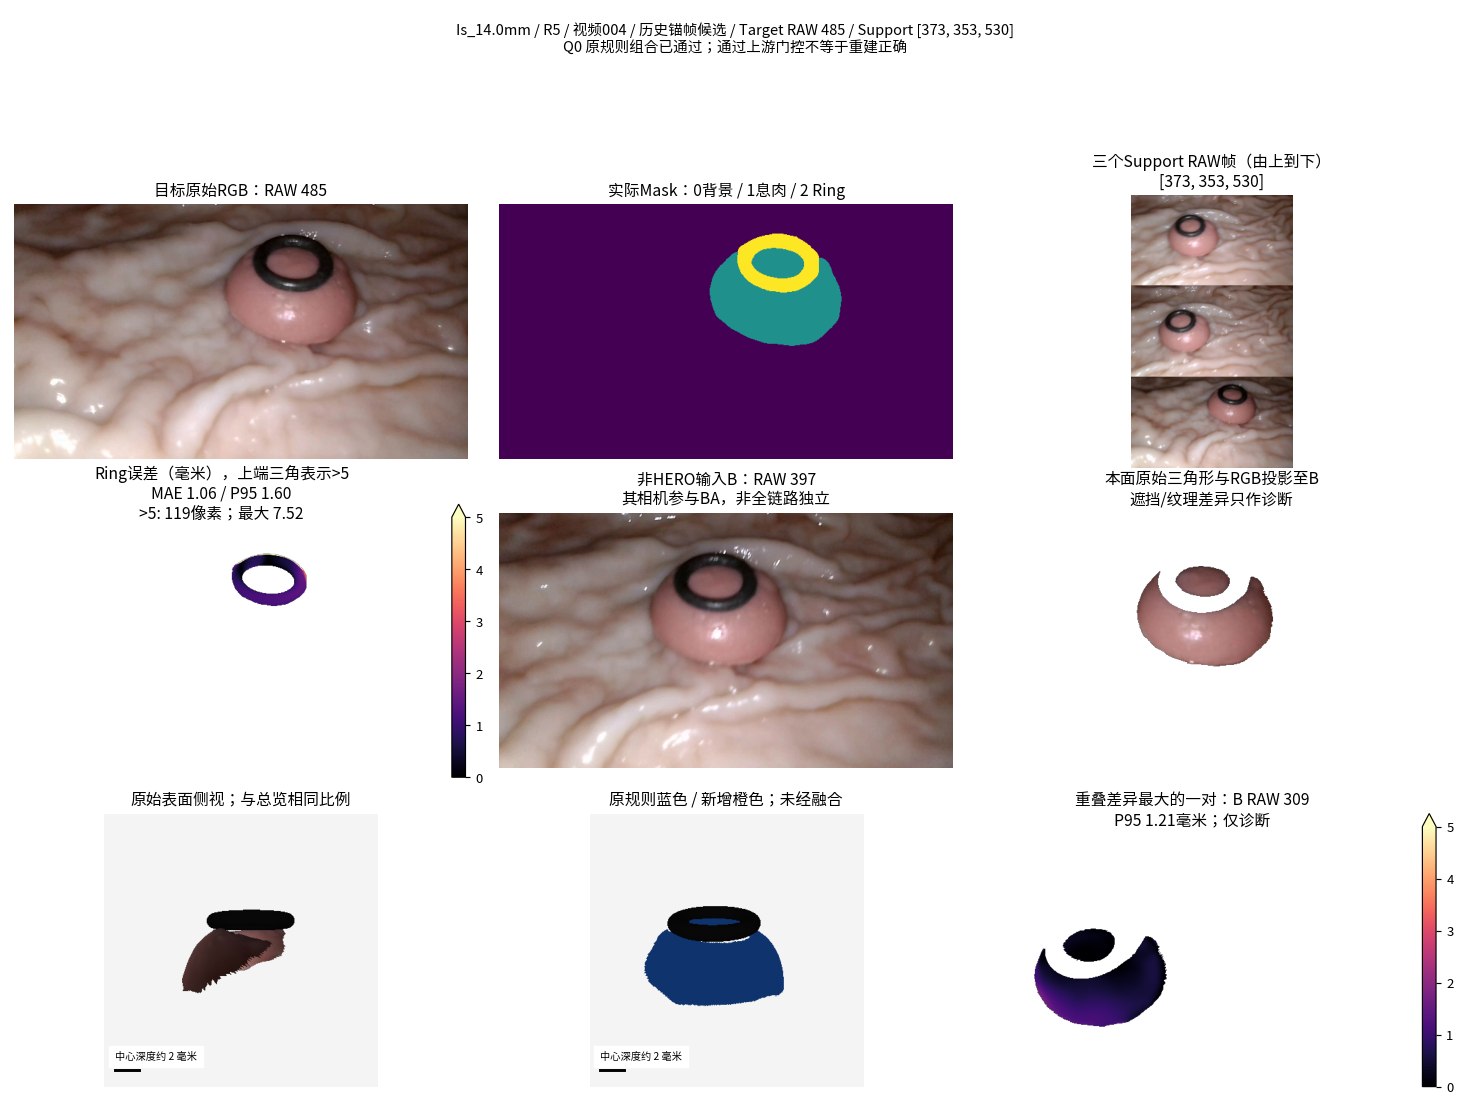 Is_14.0mm / R5 / 视频004 / 历史锚帧候选 / Target RAW 485 / Support [373, 353, 530]
Q0 原规则组合已通过；通过上游门控不等于重建正确
目标原始RGB：RAW 485
实际Mask：0背景 / 1息肉 / 2 Ring
三个Support RAW帧（由上到下）
[373, 353, 530]
Ring误差（毫米），上端三角表示>5
MAE 1.06 / P95 1.60
>5: 119像素；最大 7.52
5
4
3
2
1
0
非HERO输入B：RAW 397
其相机参与BA，非全链路独立
本面原始三角形与RGB投影至B
遮挡/纹理差异只作诊断
原始表面侧视；与总览相同比例
中心深度约 2 毫米
原规则蓝色 / 新增橙色；未经融合
中心深度约 2 毫米
重叠差异最大的一对：B RAW 309
P95 1.21毫米；仅诊断
5
4
3
2
1
0